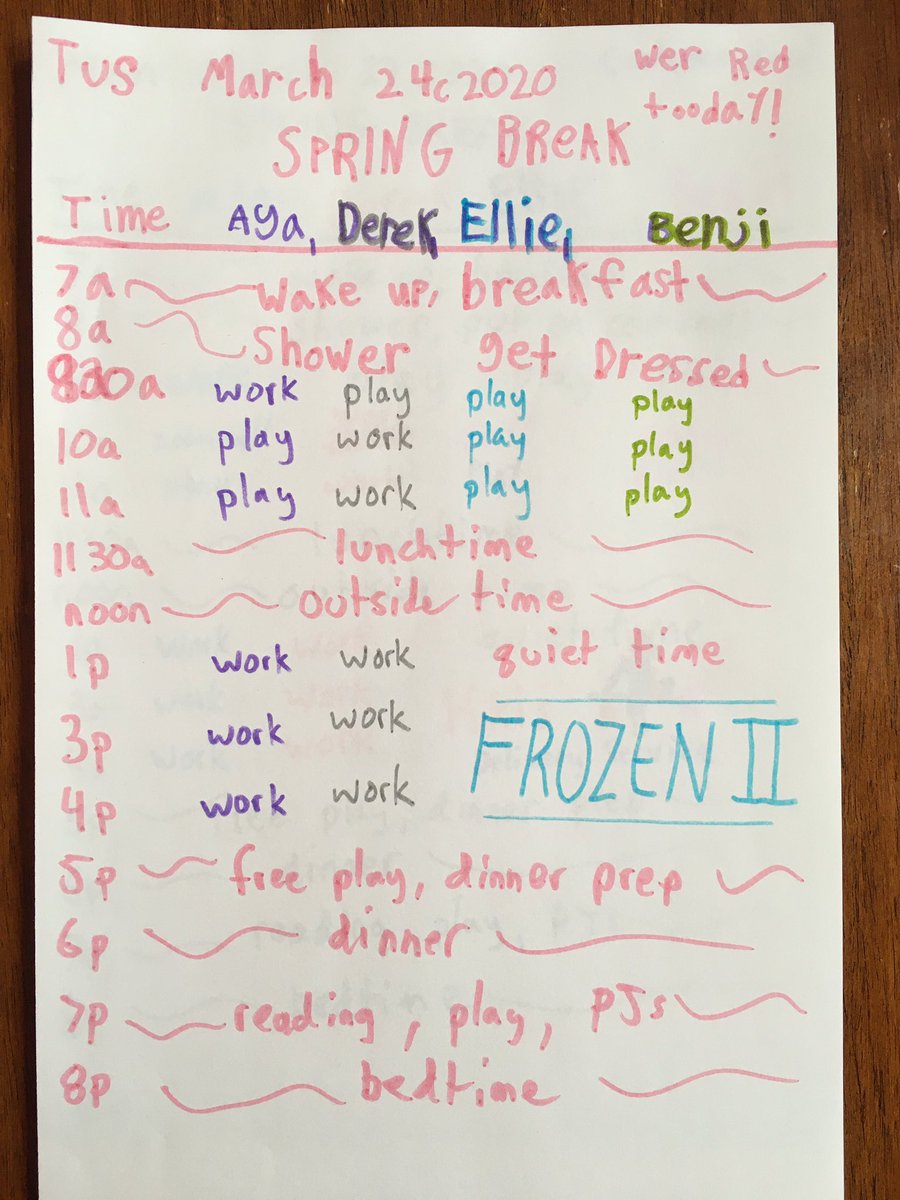 Tus March 24c2020 wer Red
tooday!
SPRING BREAK
Time Aya, Derek, Ellie, Benji
7a wake up, breakfast
8a Shower get Dressed
830a work play play play
10a play work play play
11a play work play play
11 30a lunchtime
noon outside time
1p work work quiet time
3p work work FROZEN II
4p work work
5p free play, dinner prep
6p dinner
7p reading, play, PJs
8p bedtime